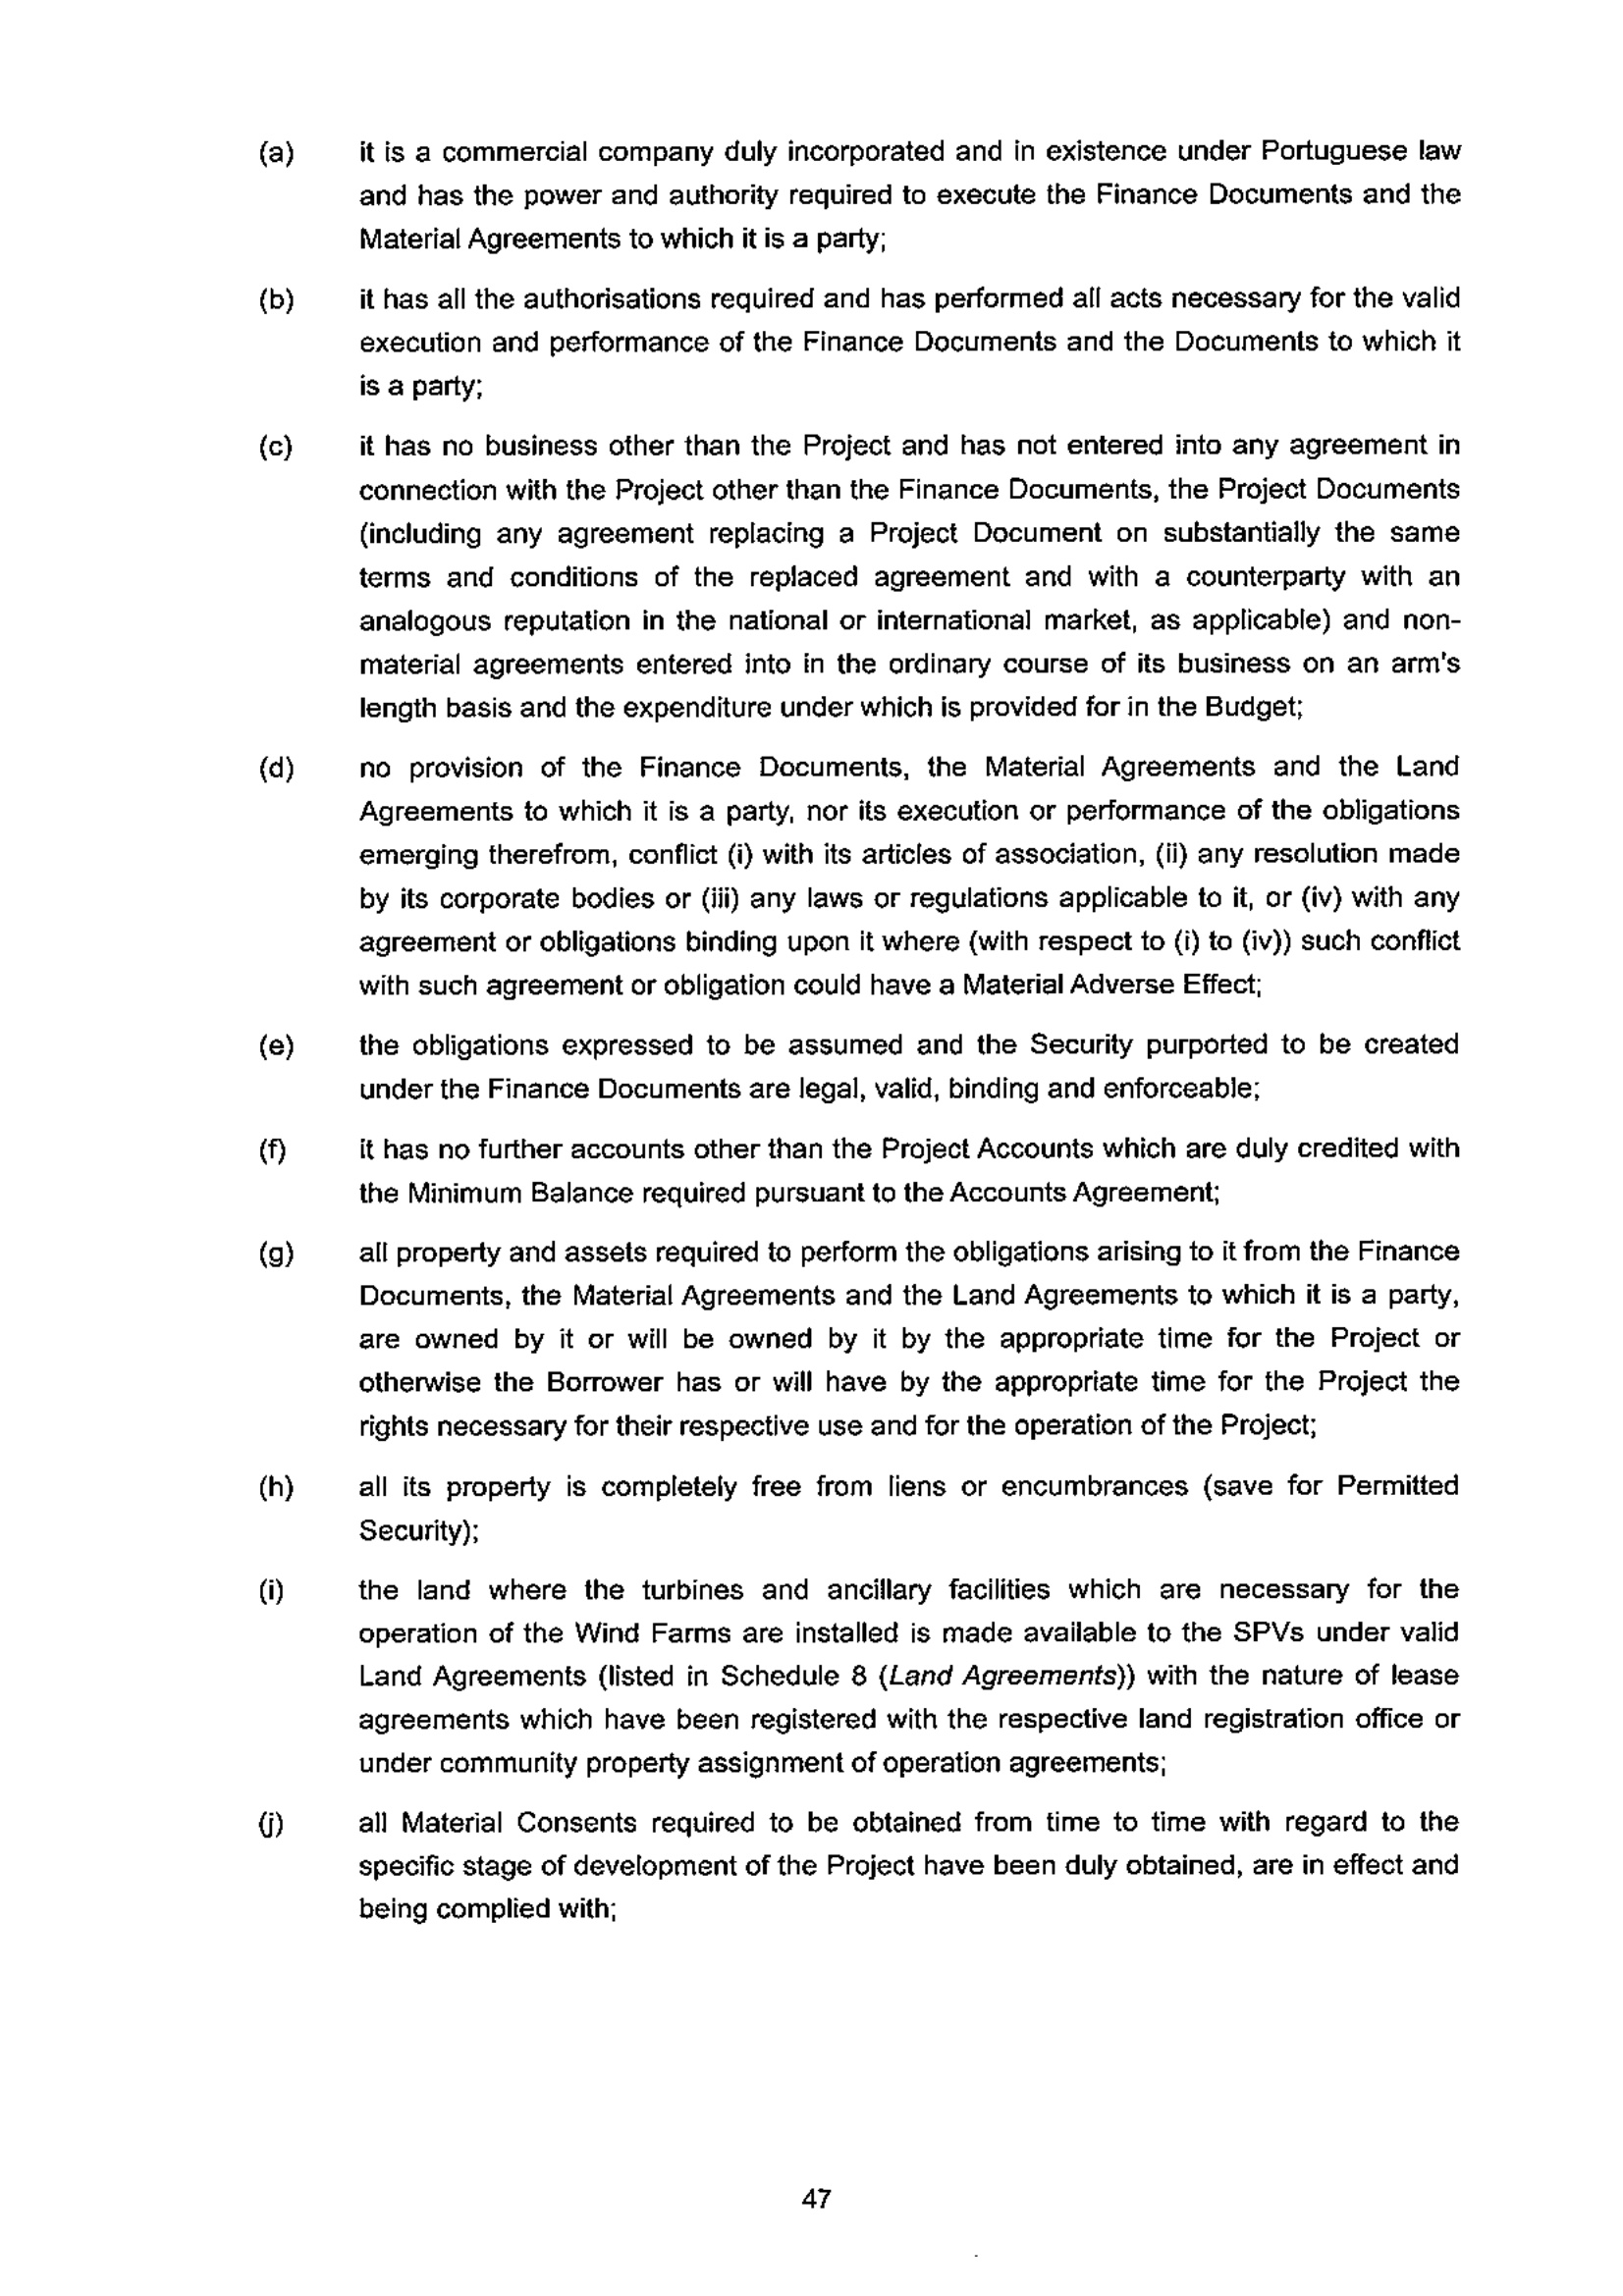 (a) it is a commercial company duly incorporated and in existence under Portuguese law
and has the power and authority required to execute the Finance Documents and the
Material Agreements to which it is a party;
(b) it has all the authorisations required and has performed all acts necessary for the valid
execution and performance of the Finance Documents and the Documents to which it
is a party;
(c) it has no business other than the Project and has not entered into any agreement in
connection with the Project other than the Finance Documents, the Project Documents
(including any agreement replacing a Project Document on substantially the same
terms and conditions of the replaced agreement and with a counterparty with an
analogous reputation in the national or international market, as applicable) and non-
material agreements entered into in the ordinary course of its business on an arm's
length basis and the expenditure under which is provided for in the Budget;
(d) no provision of the Finance Documents, the Material Agreements and the Land
Agreements to which it is a party, nor its execution or performance of the obligations
emerging therefrom, conflict (i) with its articles of association, (ii) any resolution made
by its corporate bodies or (iii) any laws or regulations applicable to it, or (iv) with any
agreement or obligations binding upon it where (with respect to (i) to (iv)) such conflict
with such agreement or obligation could have a Material Adverse Effect;
(e) the obligations expressed to be assumed and the Security purported to be created
under the Finance Documents are legal, valid, binding and enforceable;
(f) it has no further accounts other than the Project Accounts which are duly credited with
the Minimum Balance required pursuant to the Accounts Agreement;
(g) all property and assets required to perform the obligations arising to it from the Finance
Documents, the Material Agreements and the Land Agreements to which it is a party,
are owned by it or will be owned by it by the appropriate time for the Project or
otherwise the Borrower has or will have by the appropriate time for the Project the
rights necessary for their respective use and for the operation of the Project;
(h) all its property is completely free from liens or encumbrances (save for Permitted
Security);
(i) the land where the turbines and ancillary facilities which are necessary for the
operation of the Wind Farms are installed is made available to the SPVs under valid
Land Agreements (listed in Schedule 8 (Land Agreements)) with the nature of lease
agreements which have been registered with the respective land registration office or
under community property assignment of operation agreements;
(j) all Material Consents required to be obtained from time to time with regard to the
specific stage of development of the Project have been duly obtained, are in effect and
being complied with;
47